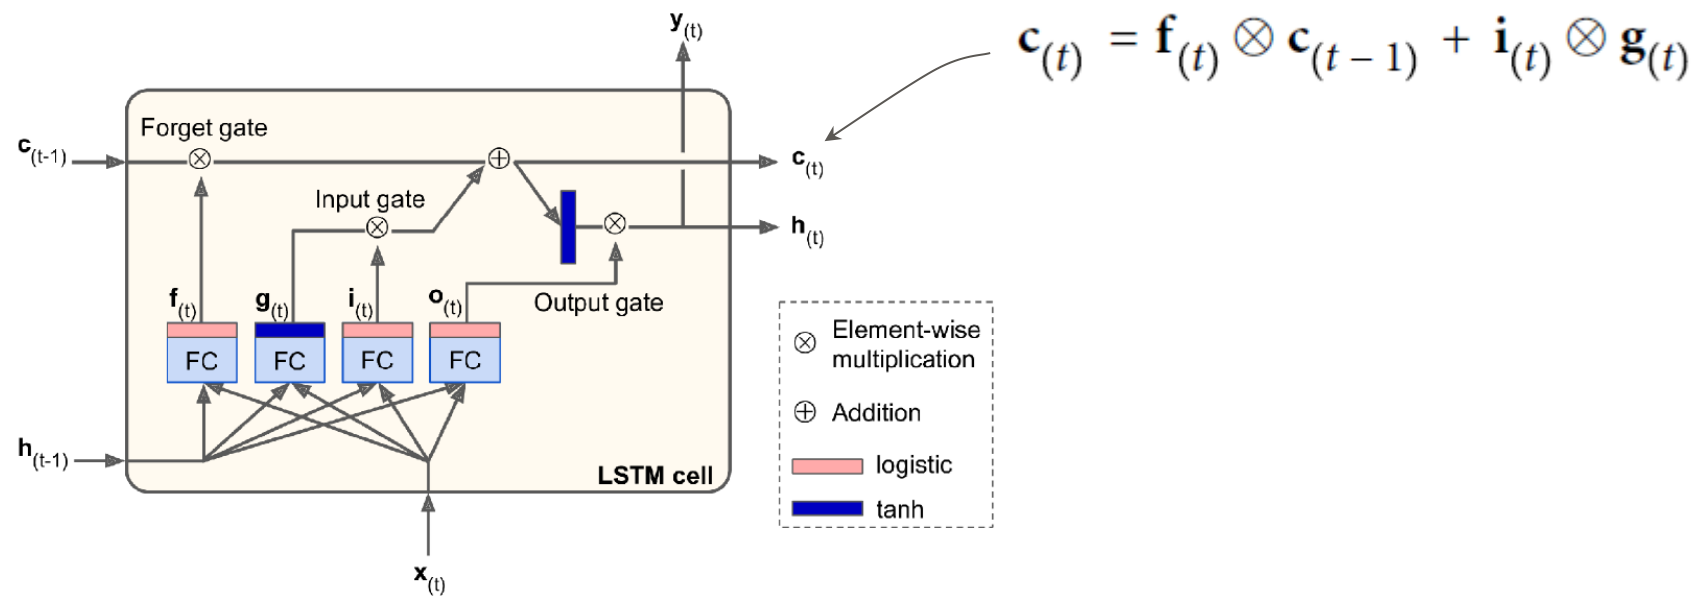 y(t)
c(t) = f(t) ⊗ c(t − 1) + i(t) ⊗ g(t)
Forget gate
c(t-1)
c(t)
Input gate
h(t)
f(t)
g(t)
i(t)
o(t)
Output gate
FC
FC
FC
FC
Element-wise
multiplication
Addition
h(t-1)
LSTM cell
logistic
tanh
x(t)